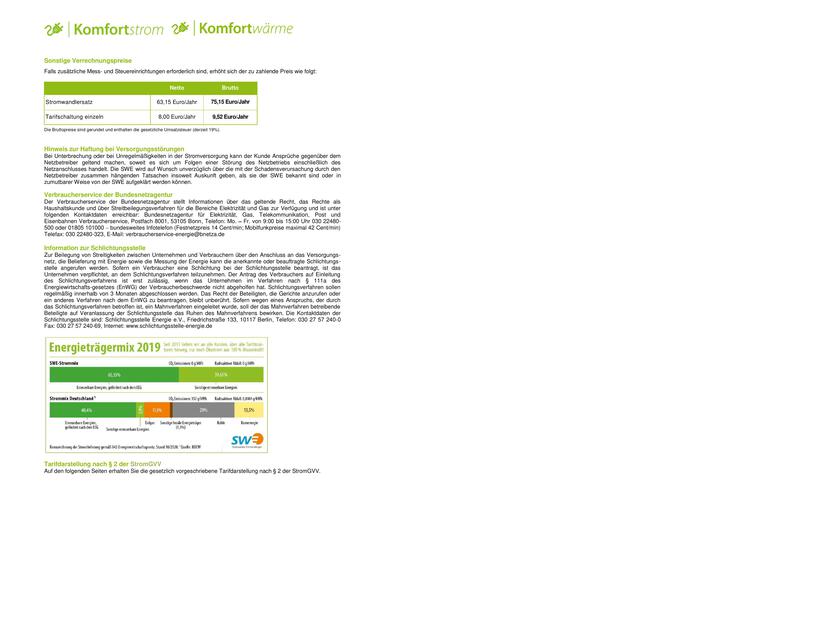 Komfortstrom Komfortwärme
Sonstige Verrechnungspreise
Falls zusätzliche Mess- und Steuereinrichtungen erforderlich sind, erhöht sich der zu zahlende Preis wie folgt:
Netto Brutto
Stromwandlersatz 63,15 Euro/Jahr 75,15 Euro/Jahr
Tarifschaltung einzeln 8,00 Euro/Jahr 9,52 Euro/Jahr
Die Bruttopreise sind gerundet und enthalten die gesetzliche Umsatzsteuer (derzeit 19%).
Hinweis zur Haftung bei Versorgungsstörungen
Bei Unterbrechung oder bei Unregelmäßigkeiten in der Stromversorgung kann der Kunde Ansprüche gegenüber dem
Netzbetreiber geltend machen, soweit es sich um Folgen einer Störung des Netzbetriebs einschließlich des
Netzanschlusses handelt. Die SWE wird auf Wunsch unverzüglich über die mit der Schadensverursachung durch den
Netzbetreiber zusammen hängenden Tatsachen insoweit Auskunft geben, als sie der SWE bekannt sind oder in
zumutbarer Weise von der SWE aufgeklärt werden können.
Verbraucherservice der Bundesnetzagentur
Der Verbraucherservice der Bundesnetzagentur stellt Informationen über das geltende Recht, das Rechte als
Haushaltskunde und über Streitbeilegungsverfahren für die Bereiche Elektrizität und Gas zur Verfügung und ist unter
folgenden Kontaktdaten erreichbar: Bundesnetzagentur für Elektrizität, Gas, Telekommunikation, Post und
Eisenbahnen Verbraucherservice, Postfach 8001, 53105 Bonn, Telefon: Mo. – Fr. von 9:00 bis 15:00 Uhr 030 22480-
500 oder 01805 101000 - bundesweites Infotelefon (Festnetzpreis 14 Cent/min; Mobilfunkpreise maximal 42 Cent/min)
Telefax: 030 22480-323, E-Mail: verbraucherservice-energie@bnetza.de
Information zur Schlichtungsstelle
Zur Beilegung von Streitigkeiten zwischen Unternehmen und Verbrauchern über den Anschluss an das Versorgungs-
netz, die Belieferung mit Energie sowie die Messung der Energie kann die anerkannte oder beauftragte Schlichtungs-
stelle angerufen werden. Sofern ein Verbraucher eine Schlichtung bei der Schlichtungsstelle beantragt, ist das
Unternehmen verpflichtet, an dem Schlichtungsverfahren teilzunehmen. Der Antrag des Verbrauchers auf Einleitung
des Schlichtungsverfahrens ist erst zulässig, wenn das Unternehmen im Verfahren nach § 111a des
Energiewirtschafts-gesetzes (EnWG) der Verbraucherbeschwerde nicht abgeholfen hat. Schlichtungsverfahren sollen
regelmäßig innerhalb von 3 Monaten abgeschlossen werden. Das Recht der Beteiligten, die Gerichte anzurufen oder
ein anderes Verfahren nach dem EnWG zu beantragen, bleibt unberührt. Sofern wegen eines Anspruchs, der durch
das Schlichtungsverfahren betroffen ist, ein Mahnverfahren eingeleitet wurde, soll der das Mahnverfahren betreibende
Beteiligte auf Veranlassung der Schlichtungsstelle das Ruhen des Mahnverfahrens bewirken. Die Kontaktdaten der
Schlichtungsstelle sind: Schlichtungsstelle Energie e.V., Friedrichstraße 133, 10117 Berlin, Telefon: 030 27 57 240-0
Fax: 030 27 57 240-69, Internet: www.schlichtungsstelle-energie.de
Energieträgermix 2019
SWE-Strommix CO₂ Emissionen: 0 g/kWh Radioaktiver Abfall: 0 g/kWh
Erneuerbare Energien, gefördert nach dem EEG Sonstige erneuerbare Energien
Strommix Deutschland
29% 13,5%
Erneuerbare Energien,
gefördert nach dem EEG
Sonstige erneuerbare Energien
Erdgas
Sonstige fossile Energieträger
Kohle
Kernenergie
SWE
Tarifdarstellung nach § 2 der StromGVV
Auf den folgenden Seiten erhalten Sie die gesetzlich vorgeschriebene Tarifdarstellung nach § 2 der StromGVV.